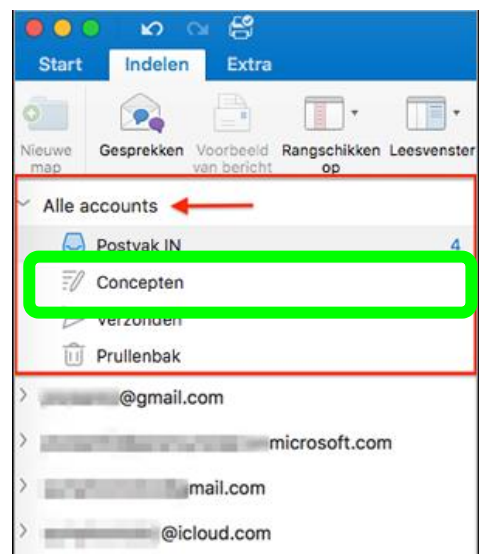 Start Indelen Extra
Nieuwe map Gesprekken Voorbeeld van bericht Rangschikken op Leesvenster
Alle accounts
Postvak IN 4
Concepten
Verzonden
Prullenbak
@gmail.com
microsoft.com
mail.com
@icloud.com